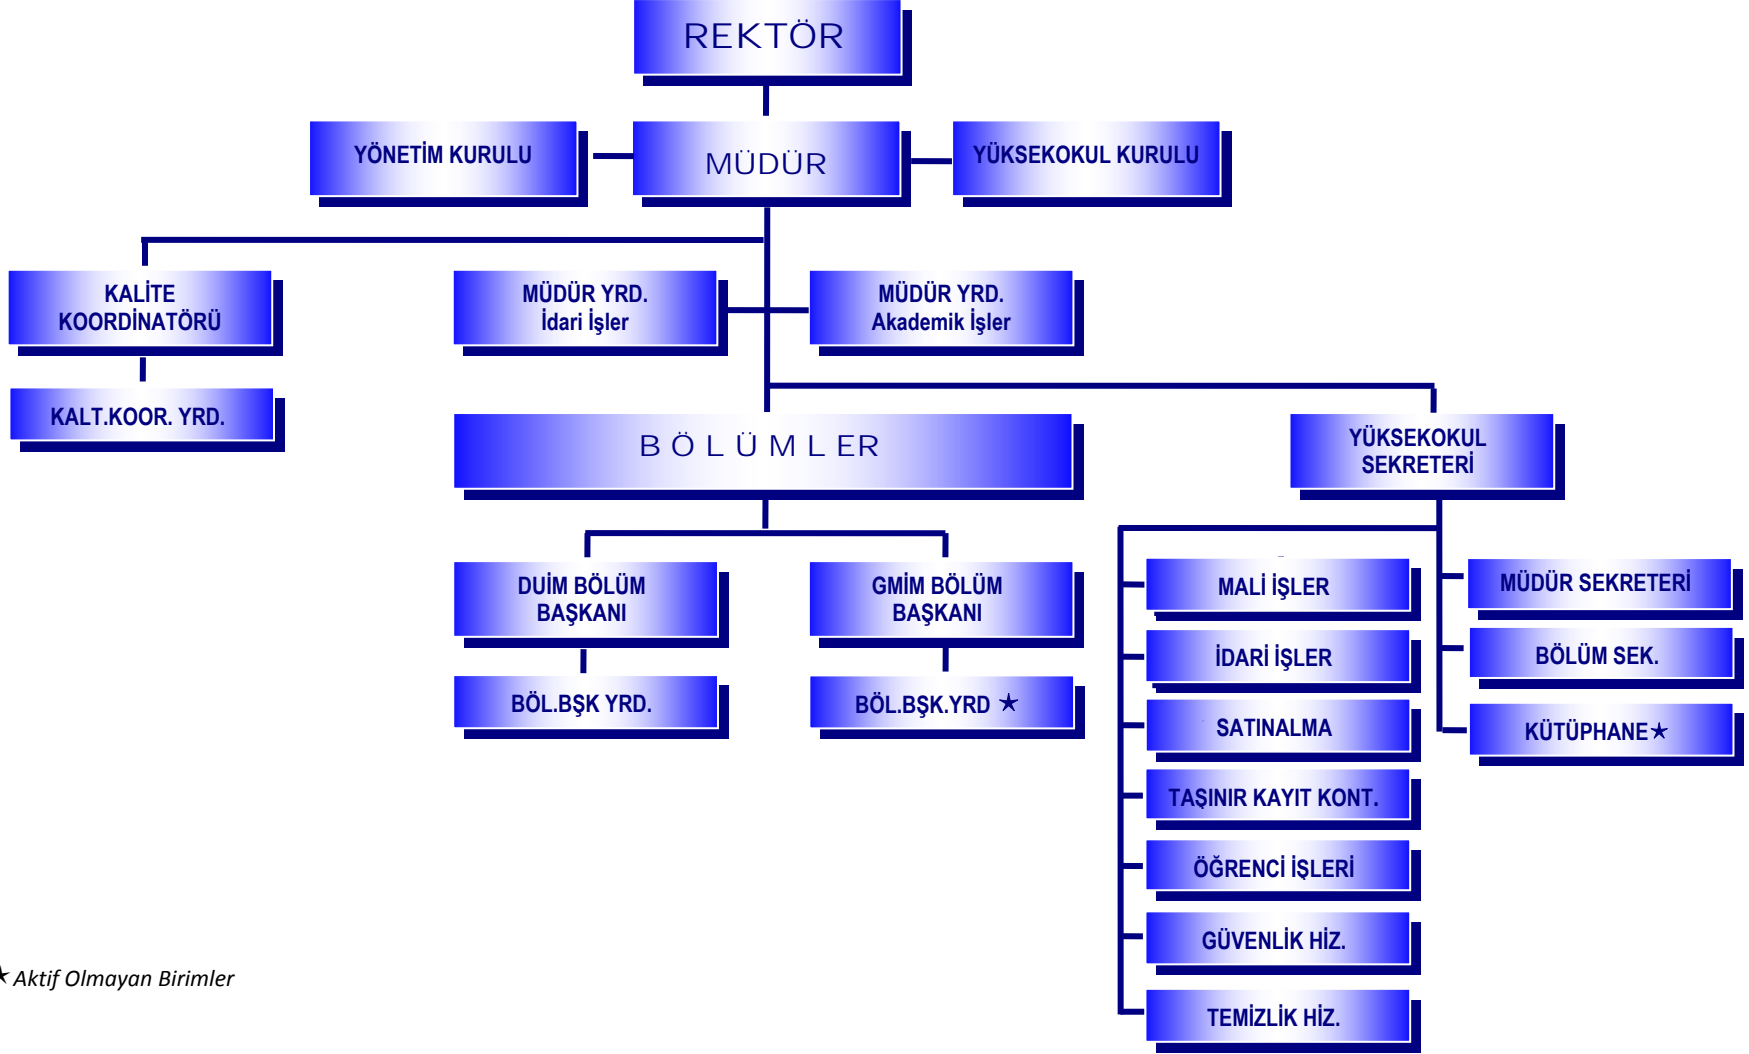 REKTÖR
YÖNETİM KURULU
MÜDÜR
YÜKSEKOKUL KURULU
KALİTE
KOORDİNATÖRÜ
MÜDÜR YRD.
İdari İşler
MÜDÜR YRD.
Akademik İşler
KALT.KOOR. YRD.
B Ö L Ü M L ER
YÜKSEKOKUL
SEKRETERİ
DUİM BÖLÜM
BAŞKANI
GMİM BÖLÜM
BAŞKANI
BÖL.BŞK YRD.
BÖL.BŞK.YRD ★
MALİ İŞLER
İDARİ İŞLER
SATINALMA
TAŞINIR KAYIT KONT.
ÖĞRENCİ İŞLERİ
GÜVENLİK HİZ.
TEMİZLİK HİZ.
MÜDÜR SEKRETERİ
BÖLÜM SEK.
KÜTÜPHANE★
★ Aktif Olmayan Birimler